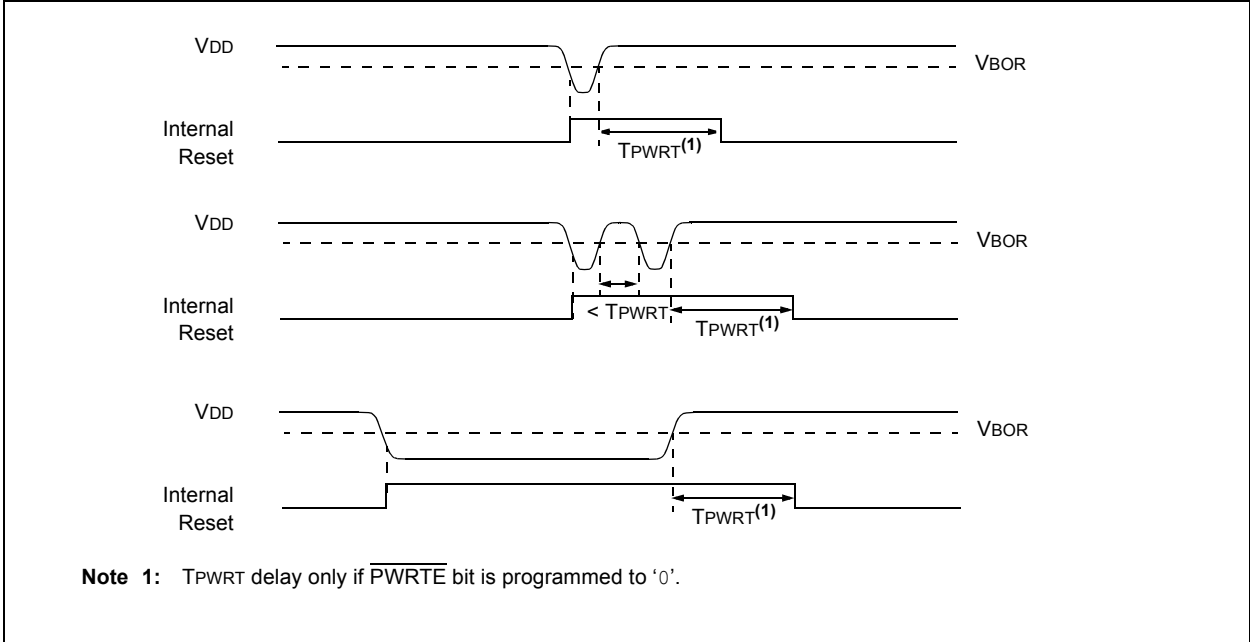 VDD
VBOR
Internal
Reset
TPWRT(1)
VDD
VBOR
Internal
Reset
< TPWRT
TPWRT(1)
VDD
VBOR
Internal
Reset
TPWRT(1)
Note 1: TPWRT delay only if PWRTE bit is programmed to ‘0’.